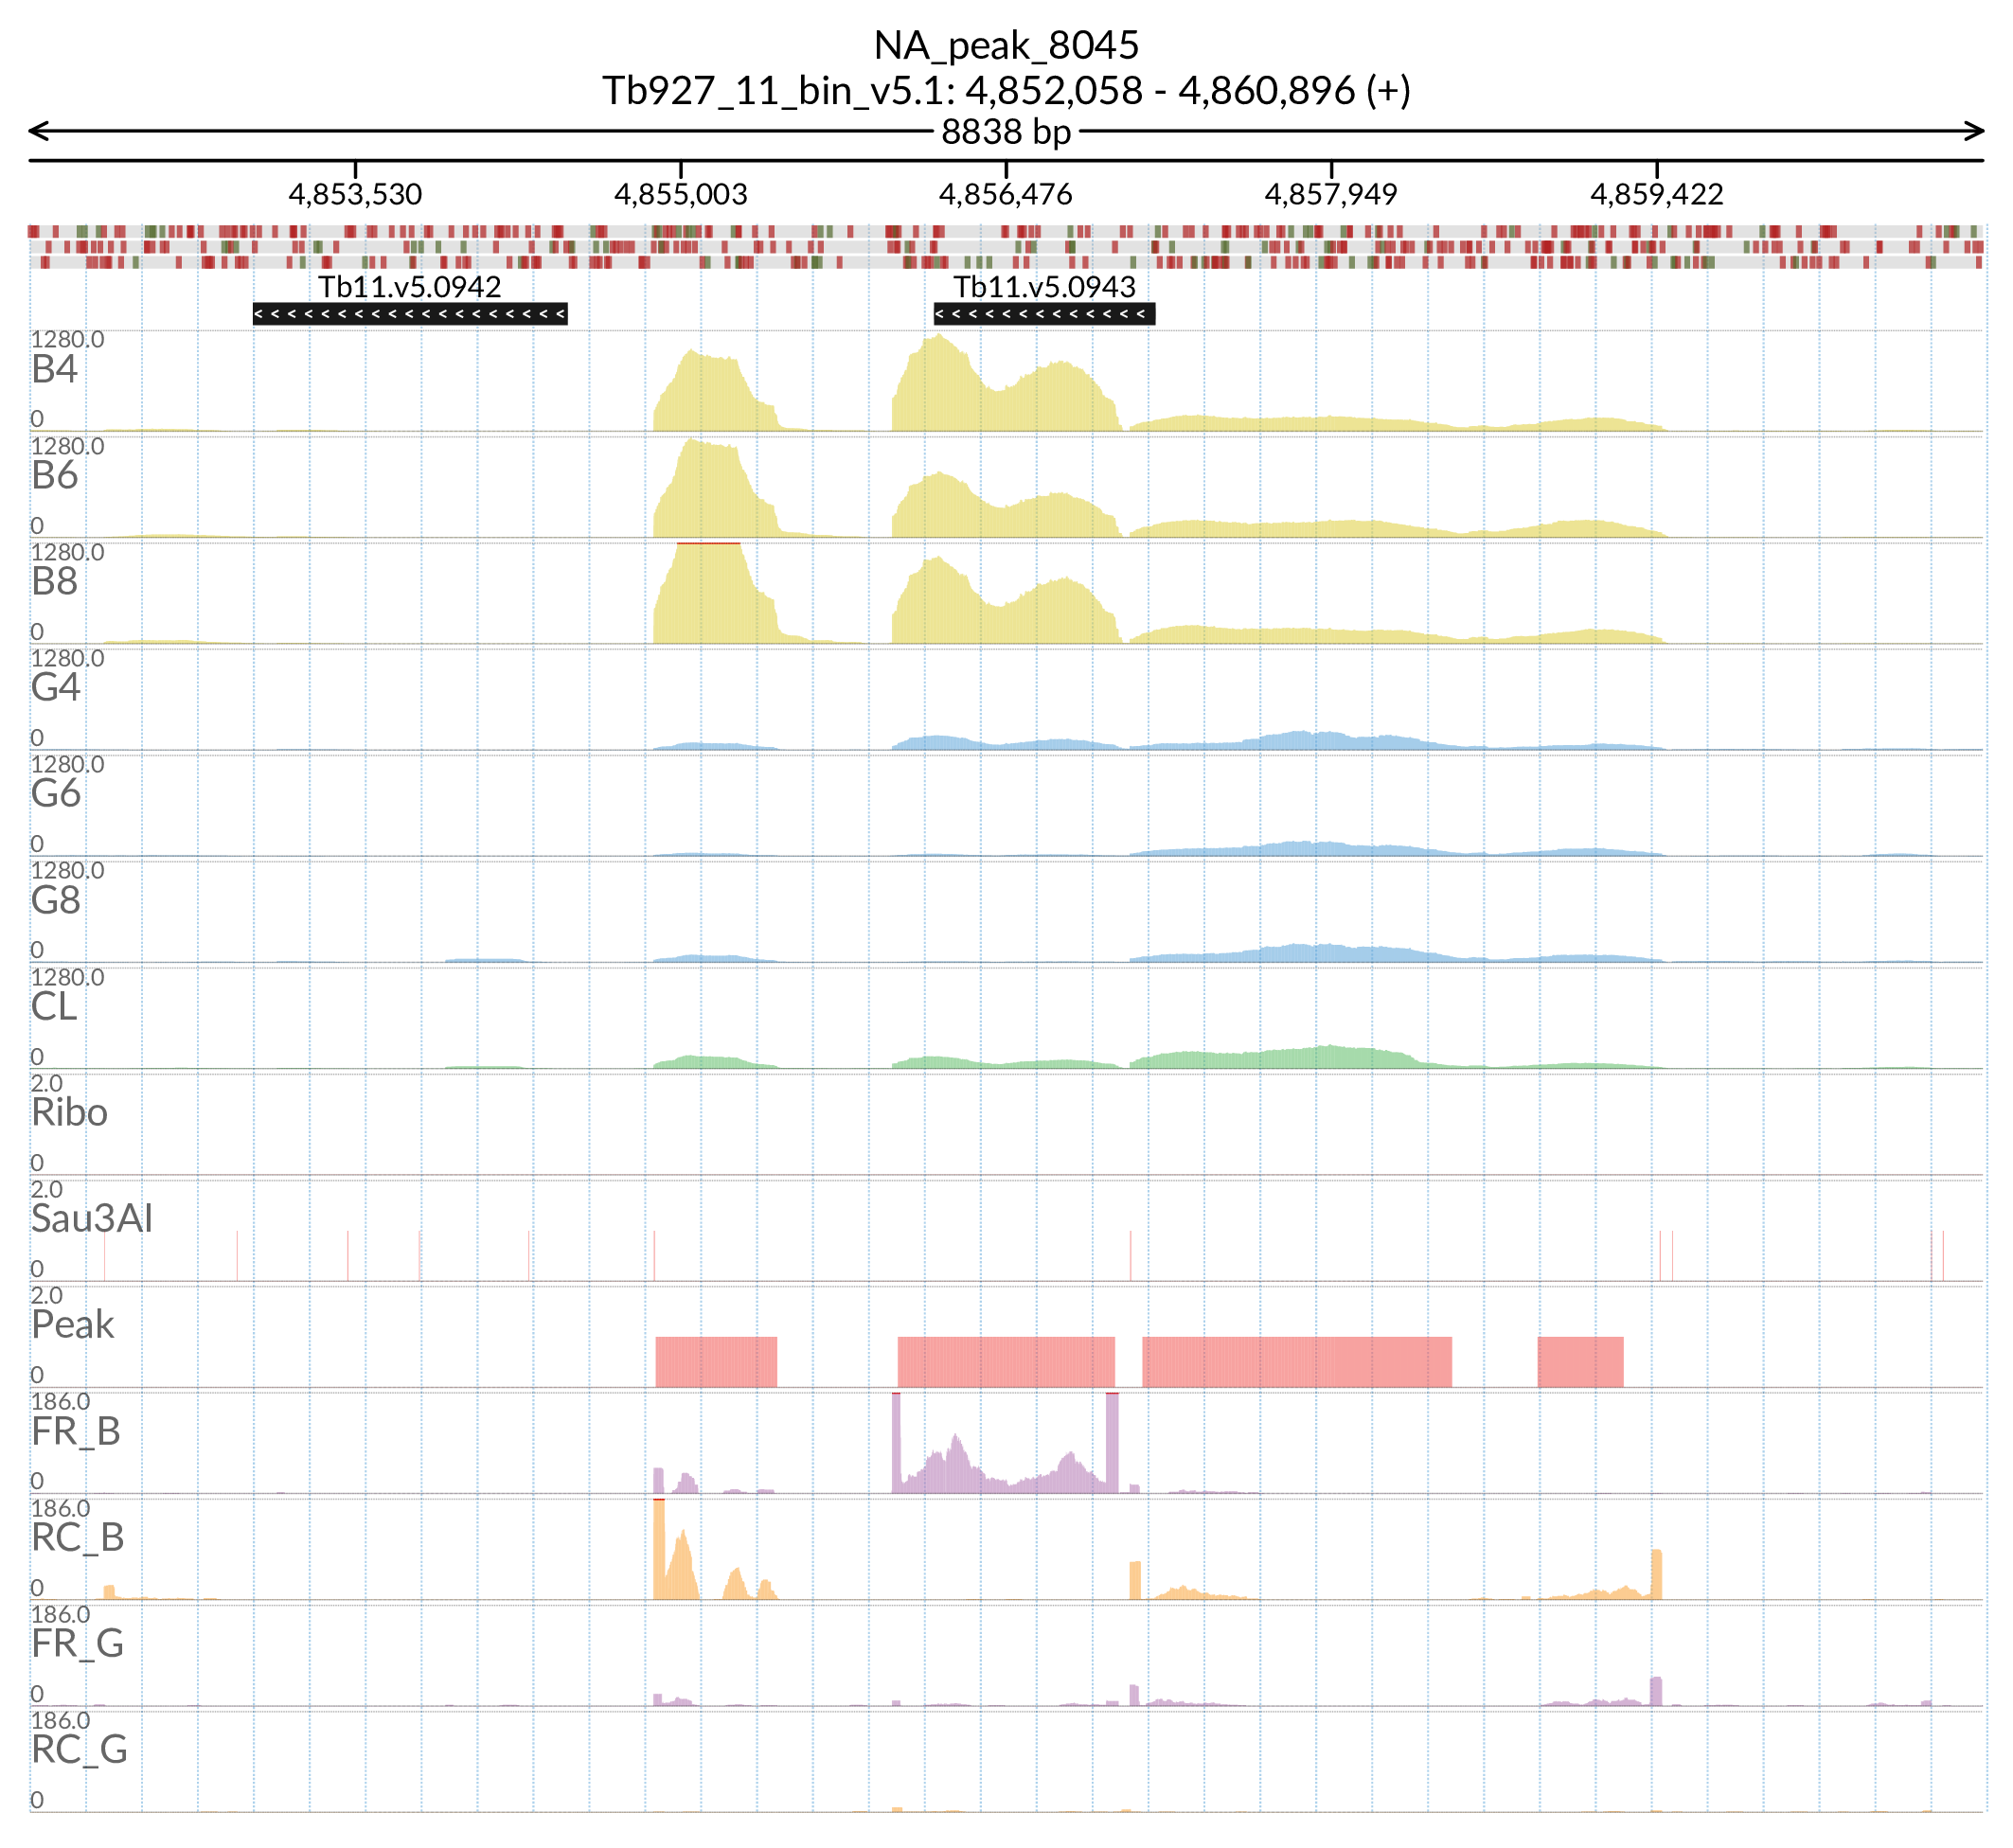 NA_peak_8045
Tb927_11_bin_v5.1: 4,852,058 - 4,860,896 (+)
8838 bp
4,853,530 4,855,003 4,856,476 4,857,949 4,859,422
Tb11.v5.0942 Tb11.v5.0943
1280.0
B4
0
1280.0
B6
0
1280.0
B8
0
1280.0
G4
0
1280.0
G6
0
1280.0
G8
0
1280.0
CL
0
2.0
Ribo
0
2.0
Sau3AI
0
2.0
Peak
0
186.0
FR_B
0
186.0
RC_B
0
186.0
FR_G
0
186.0
RC_G
0